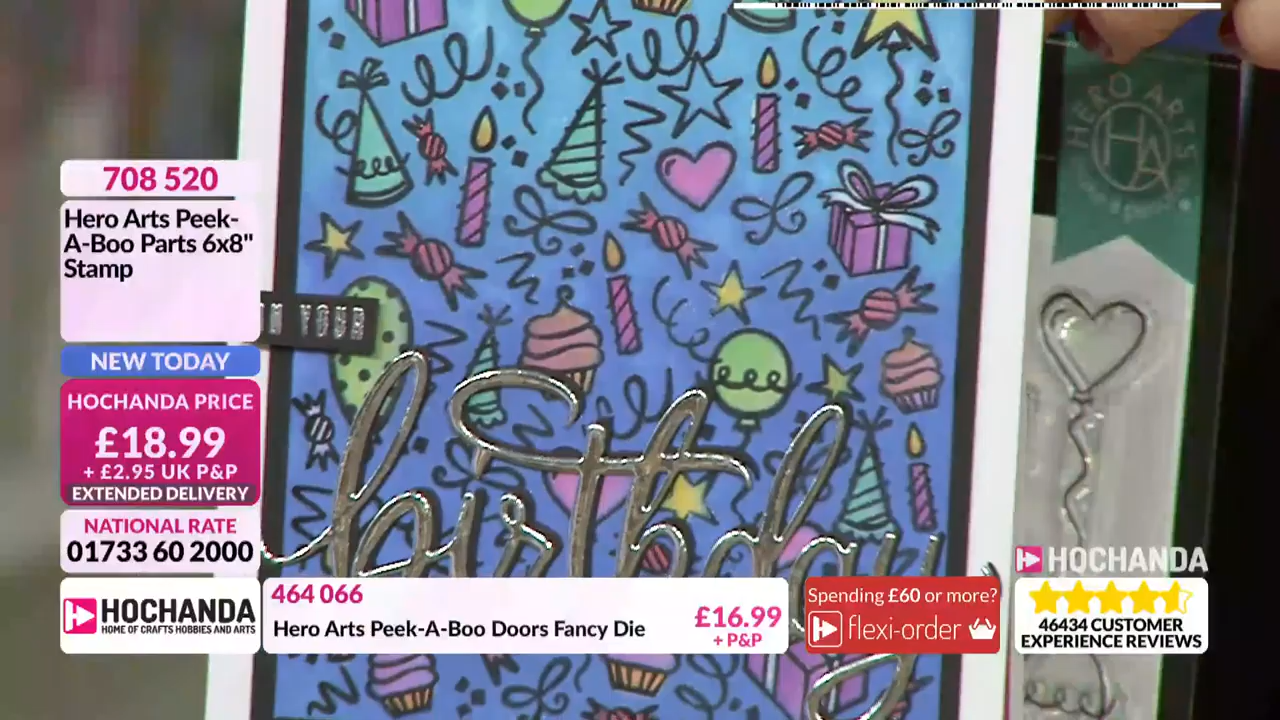 708 520
Hero Arts Peek-
A-Boo Parts 6x8"
Stamp
NEW TODAY
HOCHANDA PRICE
£18.99
+ £2.95 UK P&P
EXTENDED DELIVERY
NATIONAL RATE
01733 60 2000
HOCHANDA
HOME OF CRAFTS HOBBIES AND ARTS
464 066
Hero Arts Peek-A-Boo Doors Fancy Die
£16.99
+ P&P
Spending £60 or more?
flexi-order
HOCHANDA
46434 CUSTOMER
EXPERIENCE REVIEWS
YOUR
birthday
HERO ARTS
HA